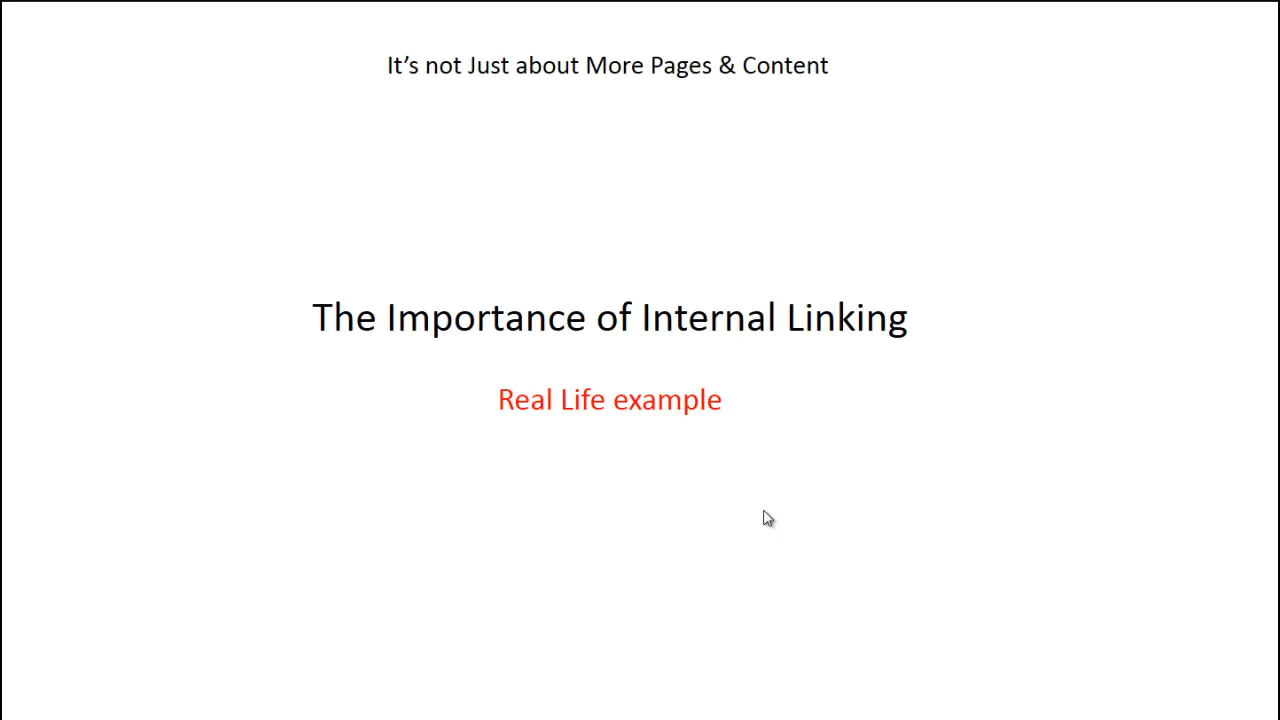 It’s not Just about More Pages & Content
The Importance of Internal Linking
Real Life example